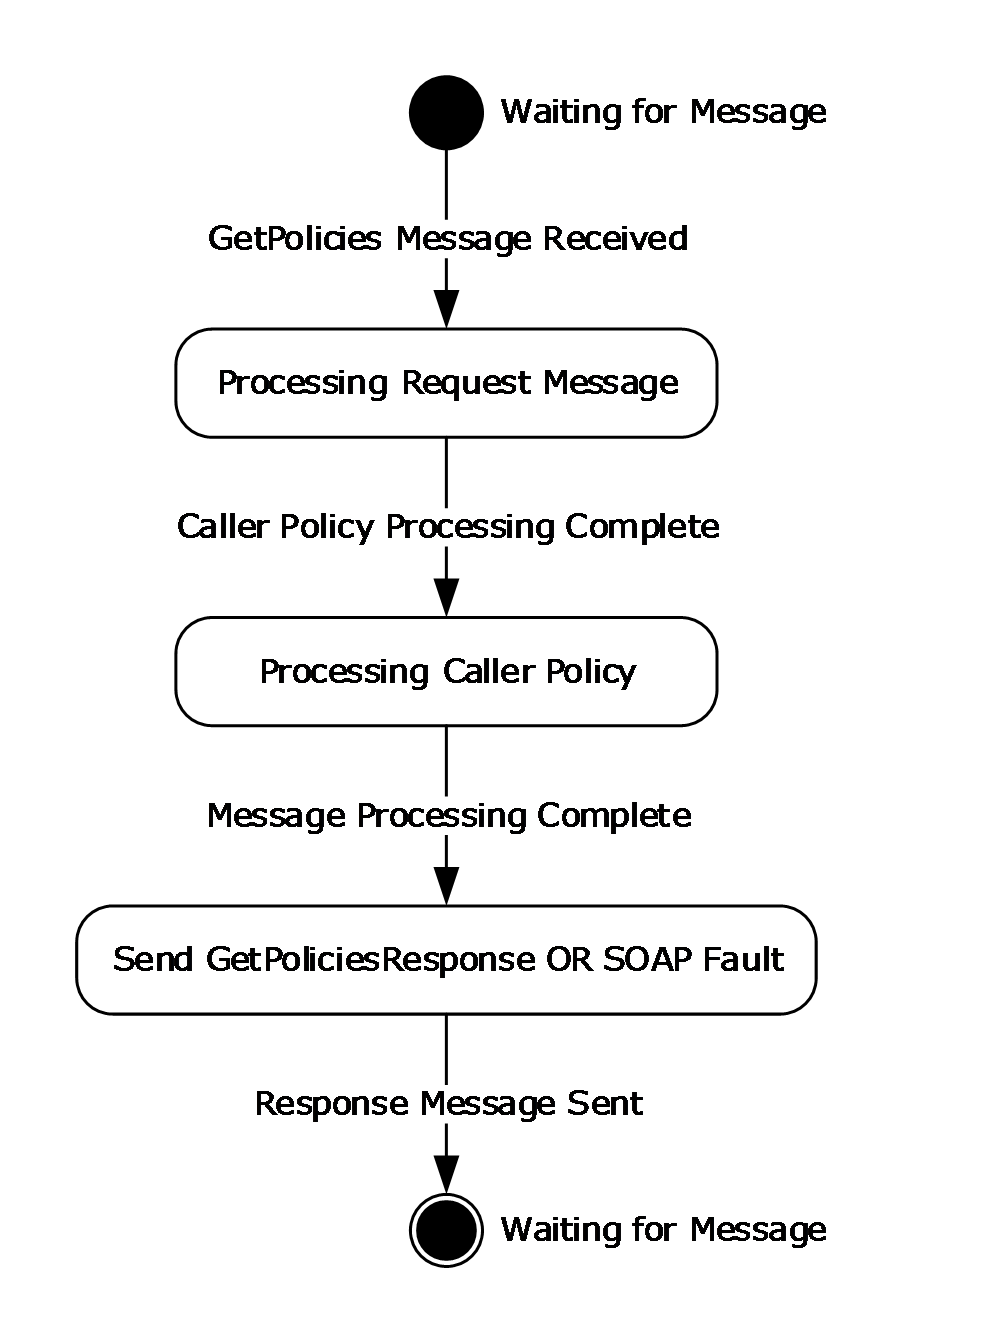 Waiting for Message
GetPolicies Message Received
Processing Request Message
Caller Policy Processing Complete
Processing Caller Policy
Message Processing Complete
Send GetPoliciesResponse OR SOAP Fault
Response Message Sent
Waiting for Message